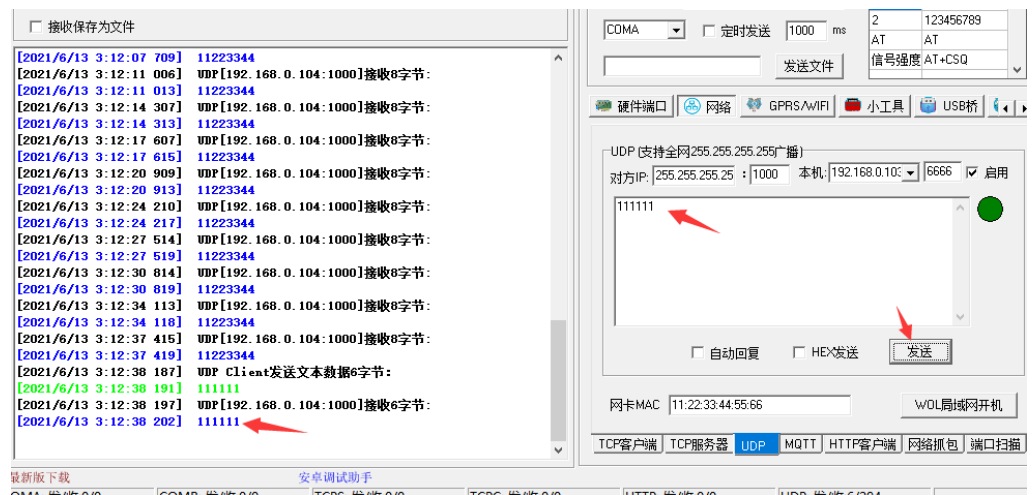 接收保存为文件
[2021/6/13 3:12:07 709] 11223344
[2021/6/13 3:12:11 006] UDP[192.168.0.104:1000]接收8字节:
[2021/6/13 3:12:11 013] 11223344
[2021/6/13 3:12:14 307] UDP[192.168.0.104:1000]接收8字节:
[2021/6/13 3:12:14 313] 11223344
[2021/6/13 3:12:17 607] UDP[192.168.0.104:1000]接收8字节:
[2021/6/13 3:12:17 615] 11223344
[2021/6/13 3:12:20 909] UDP[192.168.0.104:1000]接收8字节:
[2021/6/13 3:12:20 913] 11223344
[2021/6/13 3:12:24 210] UDP[192.168.0.104:1000]接收8字节:
[2021/6/13 3:12:24 217] 11223344
[2021/6/13 3:12:27 514] UDP[192.168.0.104:1000]接收8字节:
[2021/6/13 3:12:27 519] 11223344
[2021/6/13 3:12:30 814] UDP[192.168.0.104:1000]接收8字节:
[2021/6/13 3:12:30 819] 11223344
[2021/6/13 3:12:34 113] UDP[192.168.0.104:1000]接收8字节:
[2021/6/13 3:12:34 118] 11223344
[2021/6/13 3:12:37 415] UDP[192.168.0.104:1000]接收8字节:
[2021/6/13 3:12:37 419] 11223344
[2021/6/13 3:12:38 187] UDP Client发送文本数据6字节:
[2021/6/13 3:12:38 191] 111111
[2021/6/13 3:12:38 197] UDP[192.168.0.104:1000]接收6字节:
[2021/6/13 3:12:38 202] 111111
最新版下载 安卓调试助手
COMA 定时发送 1000 ms
发送文件
2 123456789
AT AT
信号强度 AT+CSQ
硬件端口 网络 GPRS/WIFI 小工具 USB桥
UDP (支持全网255.255.255.255广播)
对方IP: 255.255.255.25 : 1000 本机: 192.168.0.103 6666 启用
111111
自动回复 HEX发送 发送
网卡MAC 11:22:33:44:55:66 WOL局域网开机
TCP客户端 TCP服务器 UDP MQTT HTTP客户端 网络抓包 端口扫描